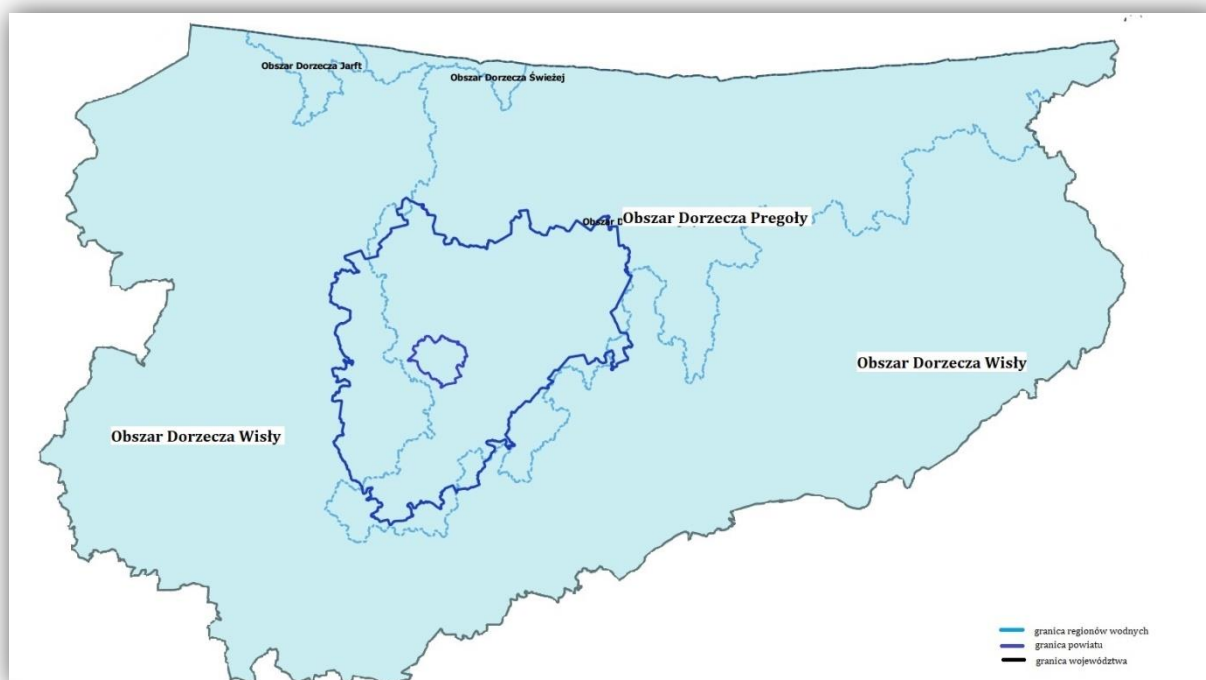 Obszar Dorzecza Jarft
Obszar Dorzecza Świeżej
Obszar D
Obszar Dorzecza Pregoły
Obszar Dorzecza Wisły
Obszar Dorzecza Wisły
granica regionów wodnych
granica powiatu
granica województwa